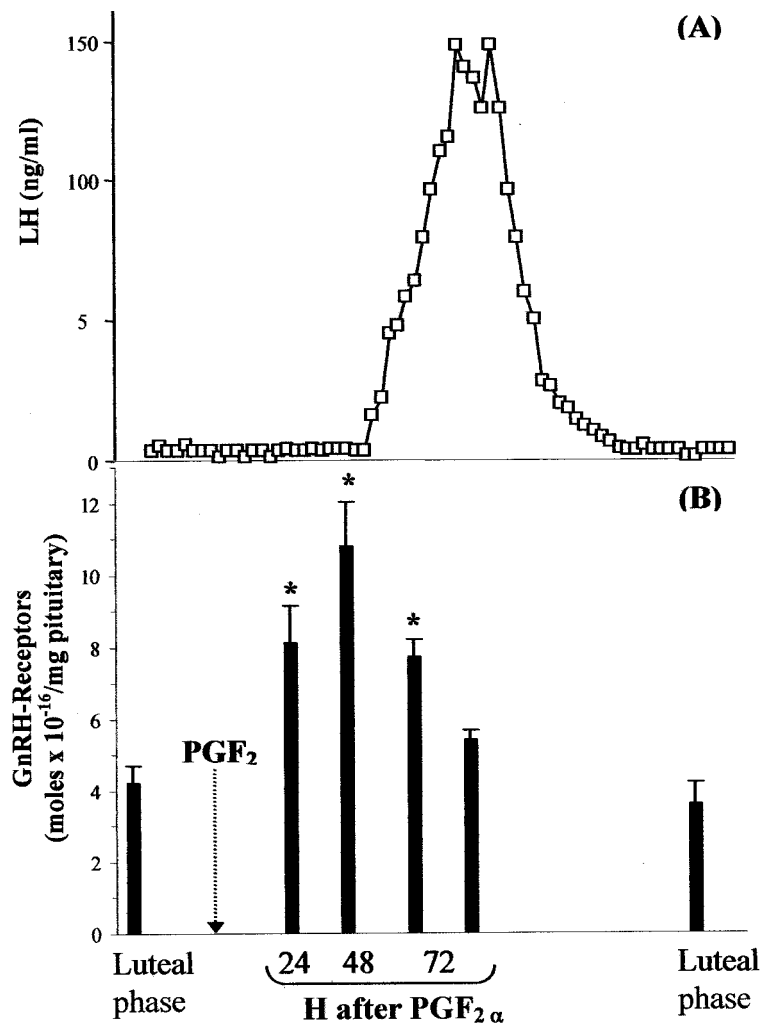 (A)
LH (ng/ml)
150
100
5
0
(B)
GnRH-Receptors
(moles x 10-16/mg pituitary)
12
10
8
6
4
2
0
*
*
*
PGF2
Luteal
phase
24 48 72
H after PGF2 α
Luteal
phase